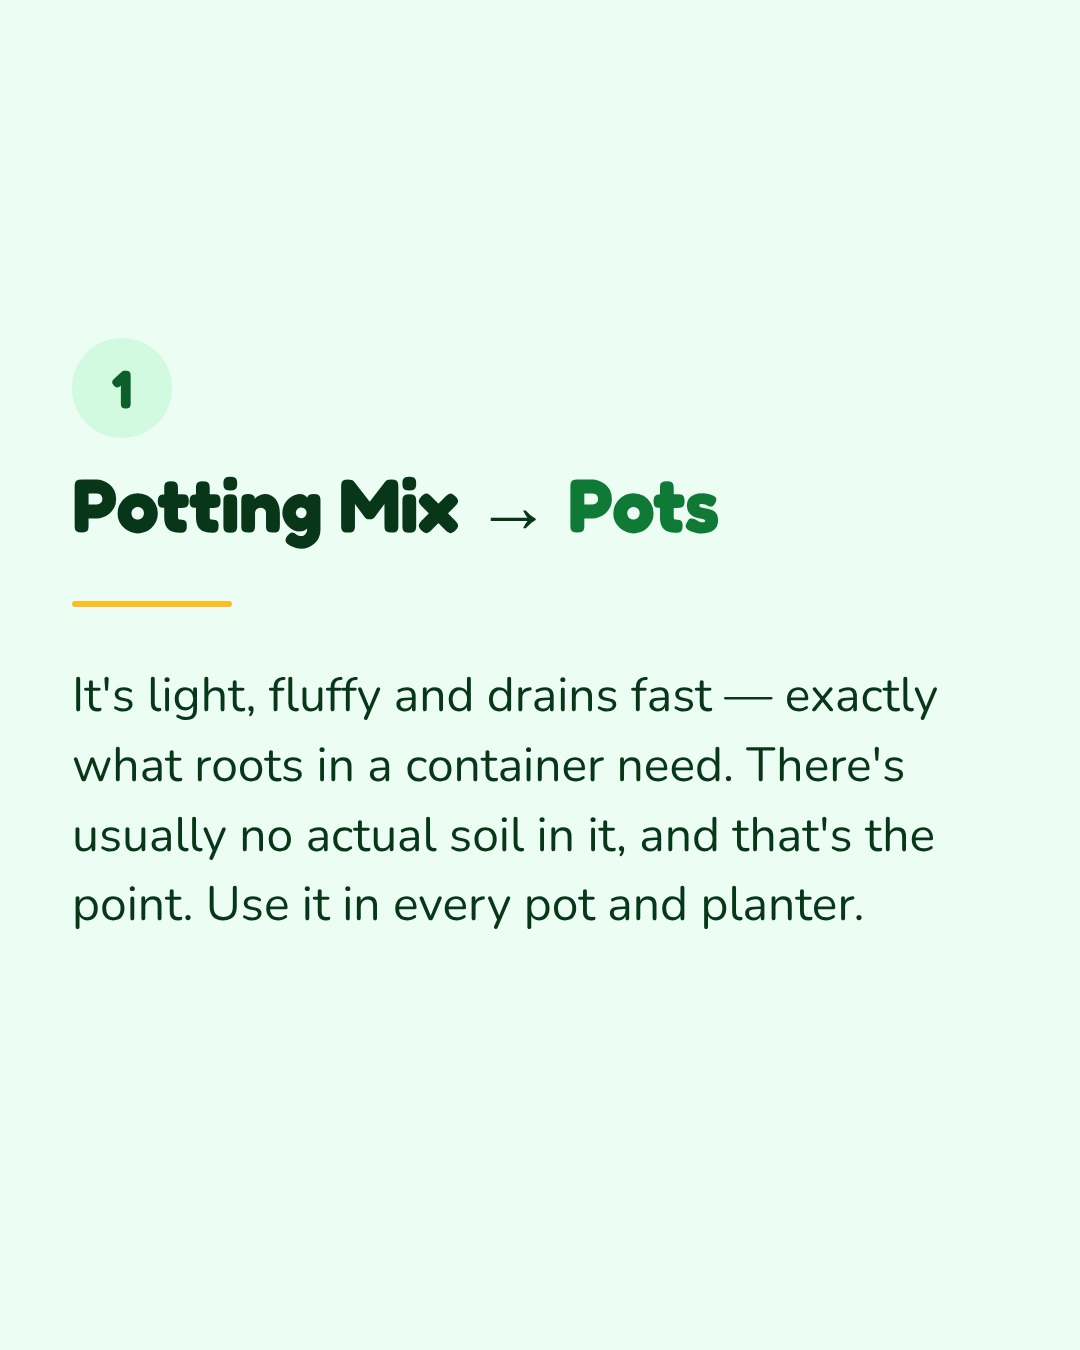 1
Potting Mix → Pots
It's light, fluffy and drains fast — exactly
what roots in a container need. There's
usually no actual soil in it, and that's the
point. Use it in every pot and planter.